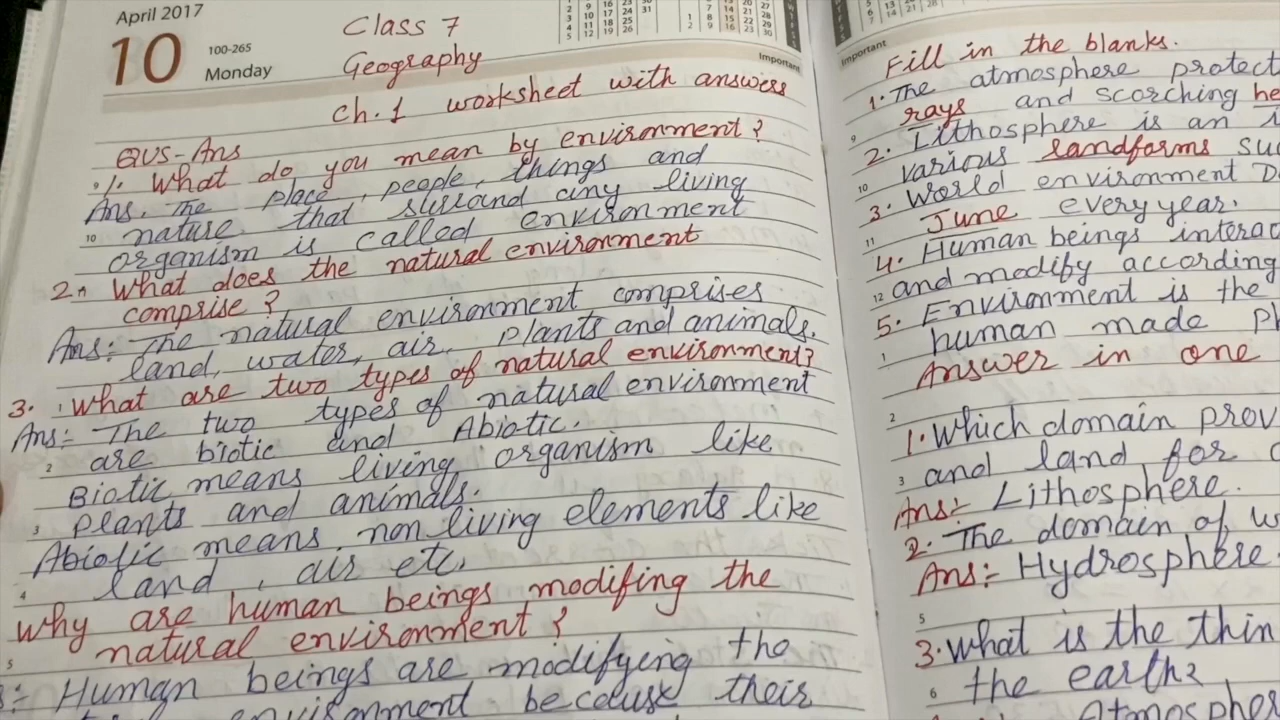 April 2017
10
100-265
Monday
Important
Class 7
Geography
Ch.1 worksheet with answers
QUS-Ans
1. What do you mean by environment?
Ans. The place, people, things and
nature that surround any living
organism is called environment
2. What does the natural environment
comprise?
Ans:- The natural environment comprises
land, water, air, plants and animals.
3. What are two types of natural environment?
Ans:- The two types of natural environment
are biotic and Abiotic.
Biotic means living organism like
plants and animals.
Abiotic means non living elements like
land, air etc.
Why are human beings modifing the
natural environment?
Human beings are modifying the
because their
Important
Fill in the blanks.
1. The atmosphere protect
rays and scorching he
2. Lithosphere is an
various landforms suc
3. World environment D
June every year.
4. Human beings interac
and modify according
5. Environment is the
human made
Answer in one
1. Which domain prov
and land for
Ans:- Lithosphere.
2. The domain of w
Ans:- Hydrosphere
3. What is the thin
the earth?
Atmospher